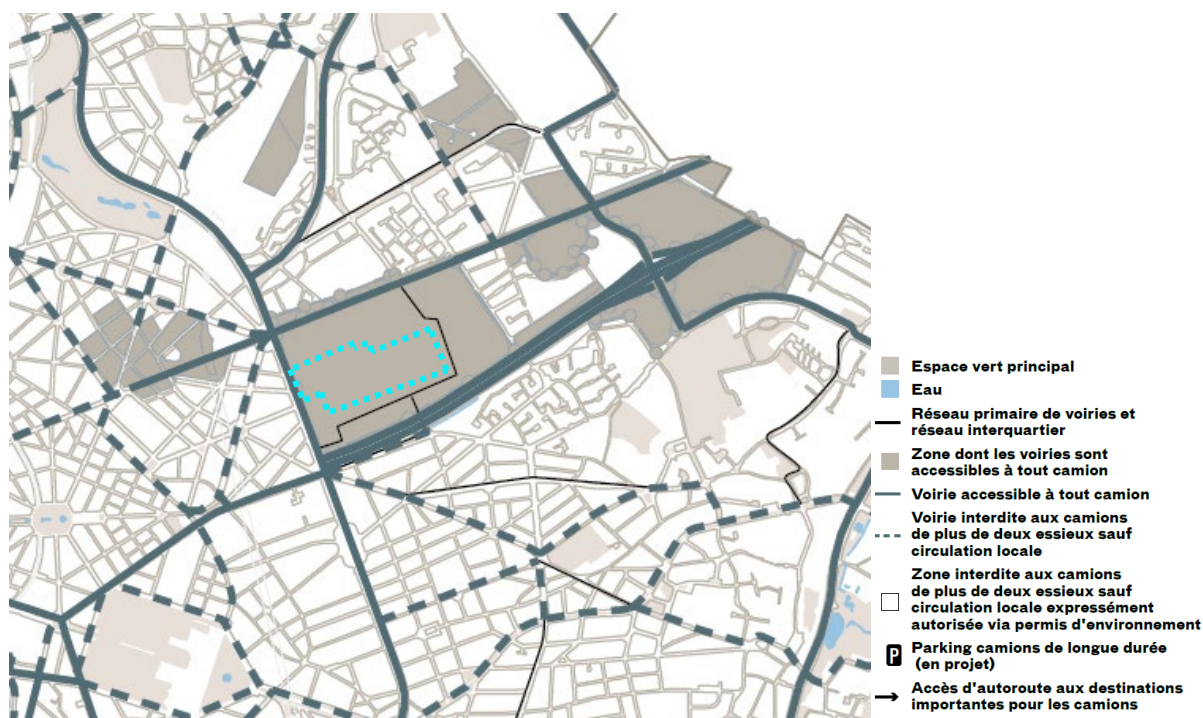 Espace vert principal
Eau
Réseau primaire de voiries et
réseau interquartier
Zone dont les voiries sont
accessibles à tout camion
Voirie accessible à tout camion
Voirie interdite aux camions
de plus de deux essieux sauf
circulation locale
Zone interdite aux camions
de plus de deux essieux sauf
circulation locale expressément
autorisée via permis d'environnement
P
Parking camions de longue durée
(en projet)
Accès d'autoroute aux destinations
importantes pour les camions